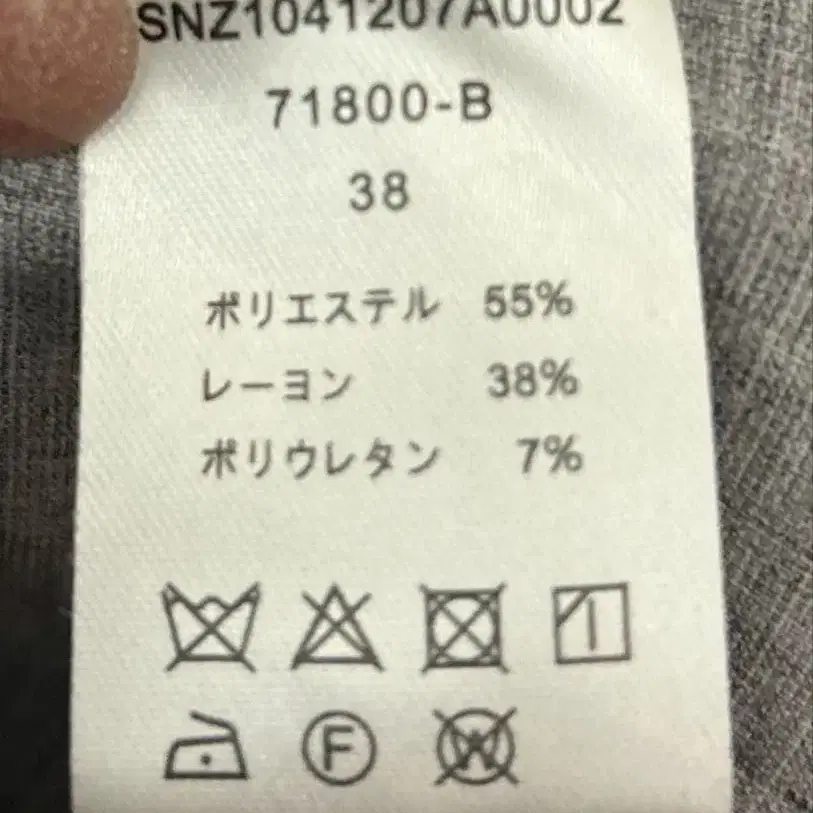 SNZ1041207A0002
71800-B
38
ポリエステル 55%
レーヨン 38%
ポリウレタン 7%
F W